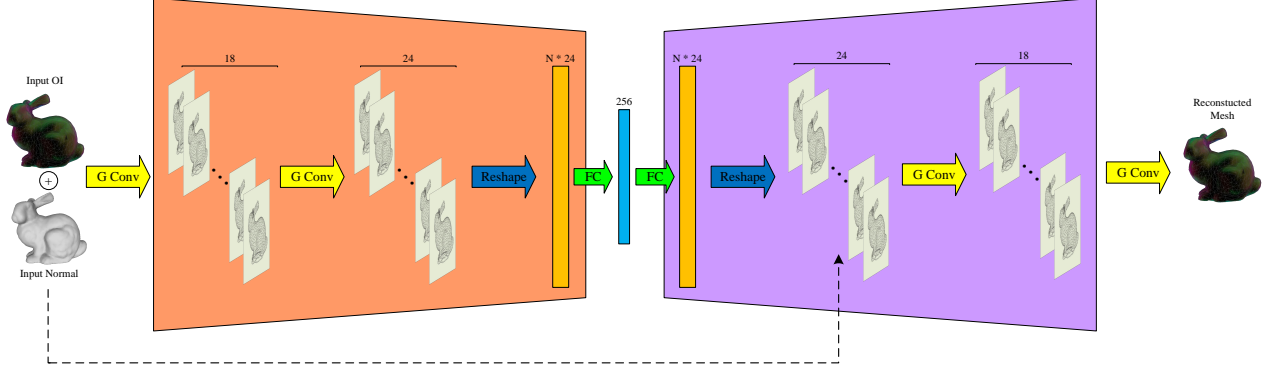 Input OI
+
Input Normal
G Conv
18
G Conv
24
Reshape
N * 24
FC
256
FC
N * 24
Reshape
24
G Conv
18
G Conv
Reconstucted
Mesh